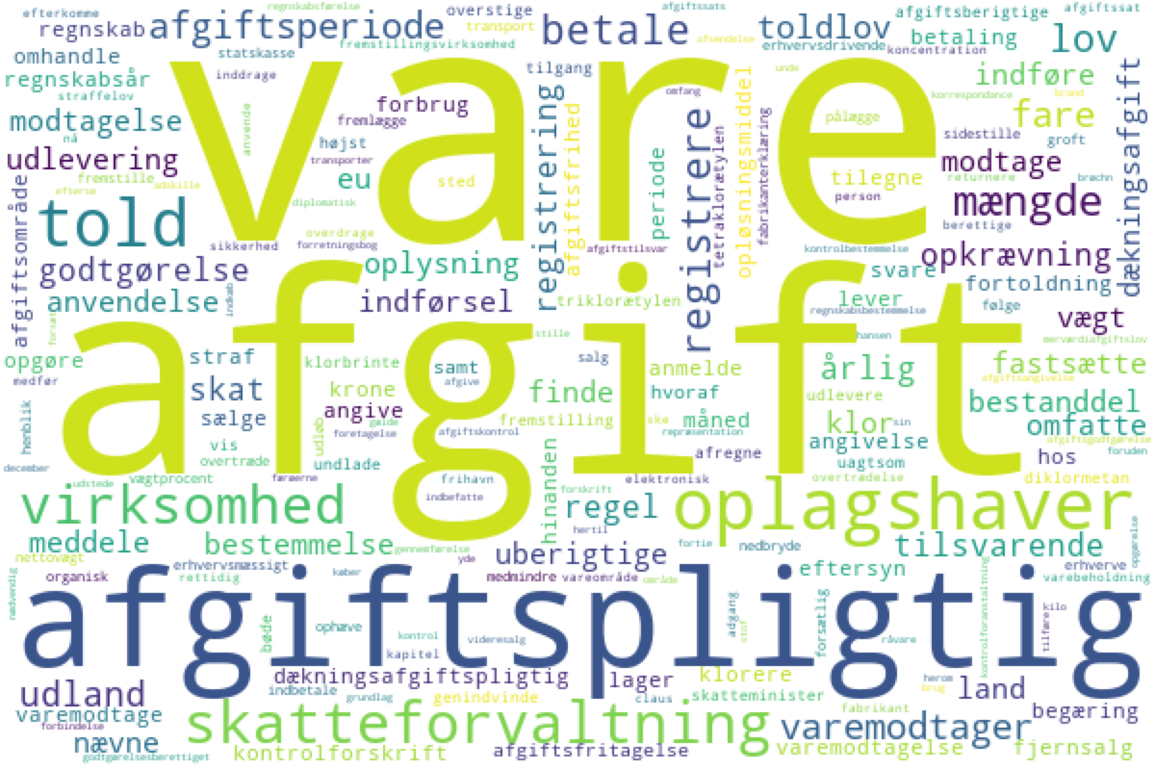 efterkomme
regnskabsførelse
overstige
afgiftsberigtige
afgiftssats
afgiftssat
regnskab
afgiftsperiode
transport
betale
toldlov
betaling
lov
omhandle
statskasse
fremstillingsvirksomhed
afsendelse
erhvervsdrivende
koncentration
regnskabsår
inddrage
tilgang
unde
indføre
straffelov
vare
forbrug
omfang
korrespondance
brand
fare
modtagelse
anvende
fremlægge
pålægge
sidestille
nå
højst
groft
udlevering
transporter
fabrikanterklæring
modtage
fremstille
adskille
eu
sted
tilegne
returnere
brøchn
efterse
diplomatisk
person
mængde
dækningsafgift
afgiftsområde
registrering
afgiftsfrihed
periode
registrere
tetraklorætylen
opløsningsmiddel
told
overdrage
berettige
sikkerhed
forretningsbog
afgiftstilsvar
kontrolbestemmelse
opkrævning
godtgørelse
oplysning
svare
fortoldning
anvendelse
indkøb
indførsel
triklorætylen
lever
følge
regnskabsbestemmelse
vægt
afgift
stille
hansen
merværdiafgiftslov
opgøre
straf
klorbrinte
samt
salg
anmelde
årlig
fastsætte
medfør
skat
krone
afgive
finde
hvoraf
udlevere
afgiftsangivelse
bestanddel
henblik
sælge
angive
fremstilling
ske
måned
klor
sin
omfatte
gælde
udløb
foretagelse
afgiftskontrol
repræsentation
angivelse
afgiftsgodtgørelse
vis
overtræde
afregne
uagtsom
hos
foruden
december
undlade
vægtprocent
færøerne
frihavn
elektronisk
overtrædelse
diklormetan
udstede
indbefatte
hinanden
forskrift
virksomhed
regel
oplagshaver
hertil
meddele
bestemmelse
gennemførelse
fortie
nedbryde
tilsvarende
opgørelse
nettovægt
erhvervsmæssigt
yde
uberigtige
organisk
rettidig
køber
medmindre
vareområde
område
eftersyn
erhverve
varebeholdning
nødvendig
afgiftspligtig
bøde
ophæve
kontrol
videresalg
adgang
stof
forsætlig
råvare
kontrolforanstaltning
kilo
tilføre
kapitel
dækningsafgiftspligtig
lager
klorere
herom
udland
indbetale
grundlag
genindvinde
claus
skatteminister
brug
land
varemodtage
fabrikant
begæring
forbindelse
skatteforvaltning
varemodtager
nævne
godtgørelsesberettiget
kontrolforskrift
afgiftsfritagelse
varemodtagelse
fjernsalg